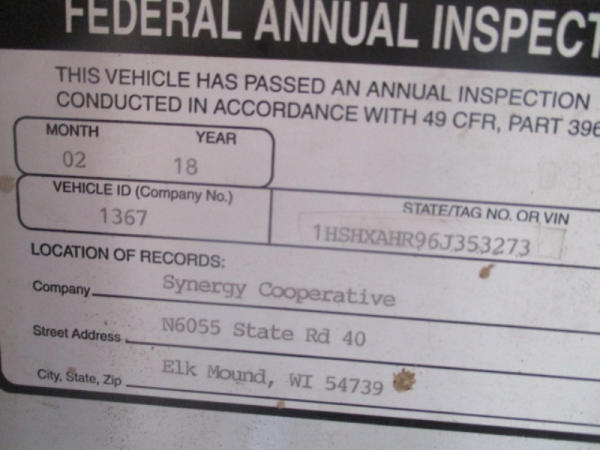 FEDERAL ANNUAL INSPECT
THIS VEHICLE HAS PASSED AN ANNUAL INSPECTION
CONDUCTED IN ACCORDANCE WITH 49 CFR, PART 396
MONTH YEAR
02 18
VEHICLE ID (Company No.) STATE/TAG NO. OR VIN
1367 1HSHXAHR96J353273
LOCATION OF RECORDS:
Company Synergy Cooperative
Street Address N6055 State Rd 40
City, State, Zip Elk Mound, WI 54739